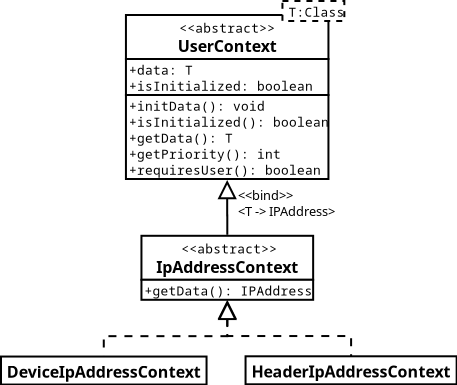 T:Class
<<abstract>>
UserContext
+data: T
+isInitialized: boolean
+initData(): void
+isInitialized(): boolean
+getData(): T
+getPriority(): int
+requiresUser(): boolean
<<bind>>
<T -> IPAddress>
<<abstract>>
IpAddressContext
+getData(): IPAddress
DeviceIpAddressContext
HeaderIpAddressContext